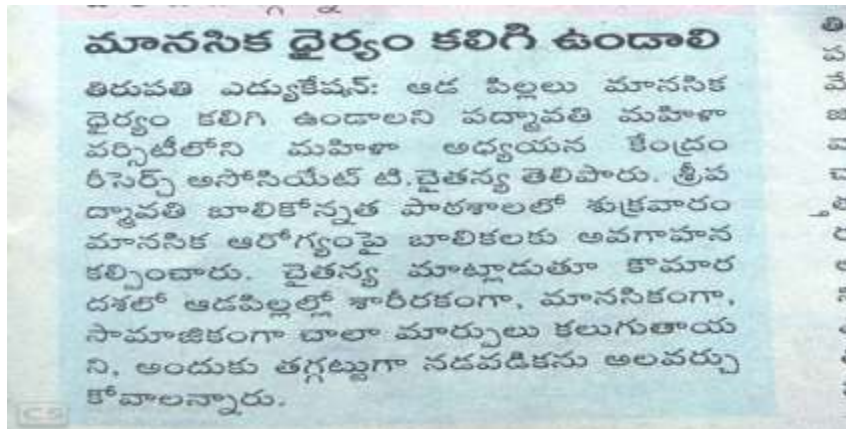 మానసిక ధైర్యం కలిగి ఉండాలి
తిరుపతి ఎడ్యుకేషన్: ఆడ పిల్లలు మానసిక
ధైర్యం కలిగి ఉండాలని పద్మావతి మహిళా
వర్సిటీలోని మహిళా అధ్యయన కేంద్రం
రీసెర్చ్ అసోసియేట్ టి.చైతన్య తెలిపారు. శ్రీప
ద్మావతి బాలికోన్నత పాఠశాలలో శుక్రవారం
మానసిక ఆరోగ్యంపై బాలికలకు అవగాహన
కల్పించారు. చైతన్య మాట్లాడుతూ కౌమార
దశలో ఆడపిల్లల్లో శారీరకంగా, మానసికంగా,
సామాజికంగా చాలా మార్పులు కలుగుతాయ
ని, అందుకు తగ్గట్టుగా నడవడికను అలవర్చు
కోవాలన్నారు.
CS